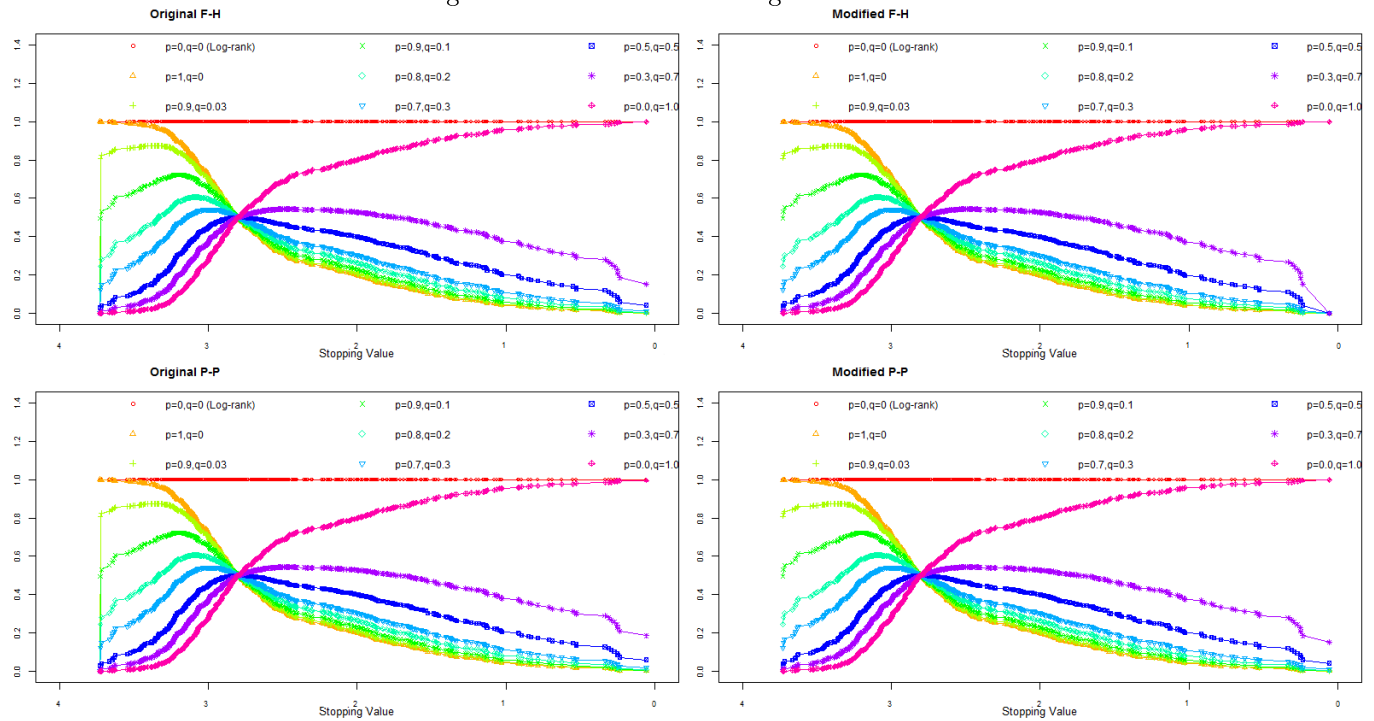 Original F-H
Modified F-H
p=0,q=0 (Log-rank) p=0.9,q=0.1 p=0.5,q=0.5
p=1,q=0 p=0.8,q=0.2 p=0.3,q=0.7
p=0.9,q=0.03 p=0.7,q=0.3 p=0.0,q=1.0
0.0 0.2 0.4 0.6 0.8 1.0 1.2 1.4
4 3 2 1 0
Stopping Value
p=0,q=0 (Log-rank) p=0.9,q=0.1 p=0.5,q=0.5
p=1,q=0 p=0.8,q=0.2 p=0.3,q=0.7
p=0.9,q=0.03 p=0.7,q=0.3 p=0.0,q=1.0
0.0 0.2 0.4 0.6 0.8 1.0 1.2 1.4
4 3 2 1 0
Stopping Value
Original P-P
Modified P-P
p=0,q=0 (Log-rank) p=0.9,q=0.1 p=0.5,q=0.5
p=1,q=0 p=0.8,q=0.2 p=0.3,q=0.7
p=0.9,q=0.03 p=0.7,q=0.3 p=0.0,q=1.0
0.0 0.2 0.4 0.6 0.8 1.0 1.2 1.4
4 3 2 1 0
Stopping Value
p=0,q=0 (Log-rank) p=0.9,q=0.1 p=0.5,q=0.5
p=1,q=0 p=0.8,q=0.2 p=0.3,q=0.7
p=0.9,q=0.03 p=0.7,q=0.3 p=0.0,q=1.0
0.0 0.2 0.4 0.6 0.8 1.0 1.2 1.4
4 3 2 1 0
Stopping Value